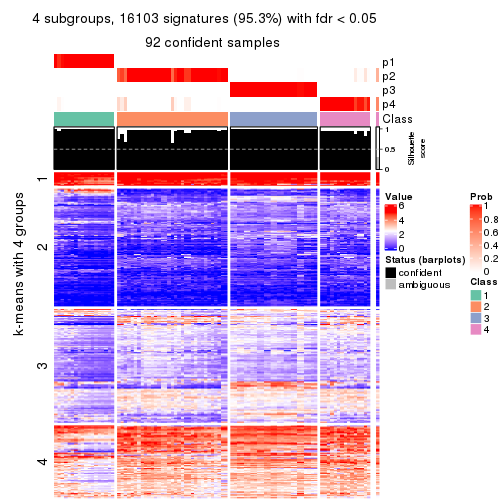 4 subgroups, 16103 signatures (95.3%) with fdr < 0.05
92 confident samples
p1
p2
p3
p4
Class
1
0.5
0
Silhouette
score
k-means with 4 groups
1
2
3
4
Value
6
4
2
0
Status (barplots)
confident
ambiguous
Prob
1
0.8
0.6
0.4
0.2
0
Class
1
2
3
4